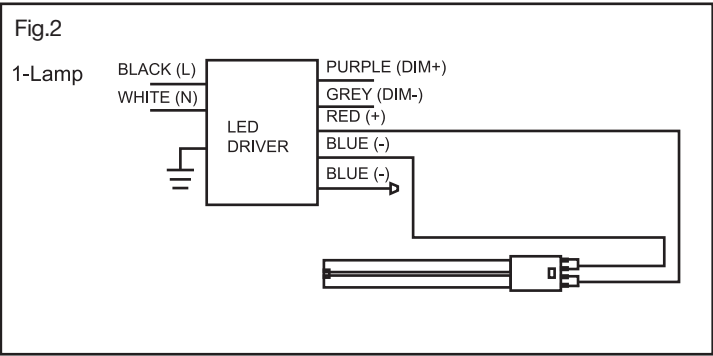 Fig.2
1-Lamp
BLACK (L)
WHITE (N)
LED
DRIVER
PURPLE (DIM+)
GREY (DIM-)
RED (+)
BLUE (-)
BLUE (-)